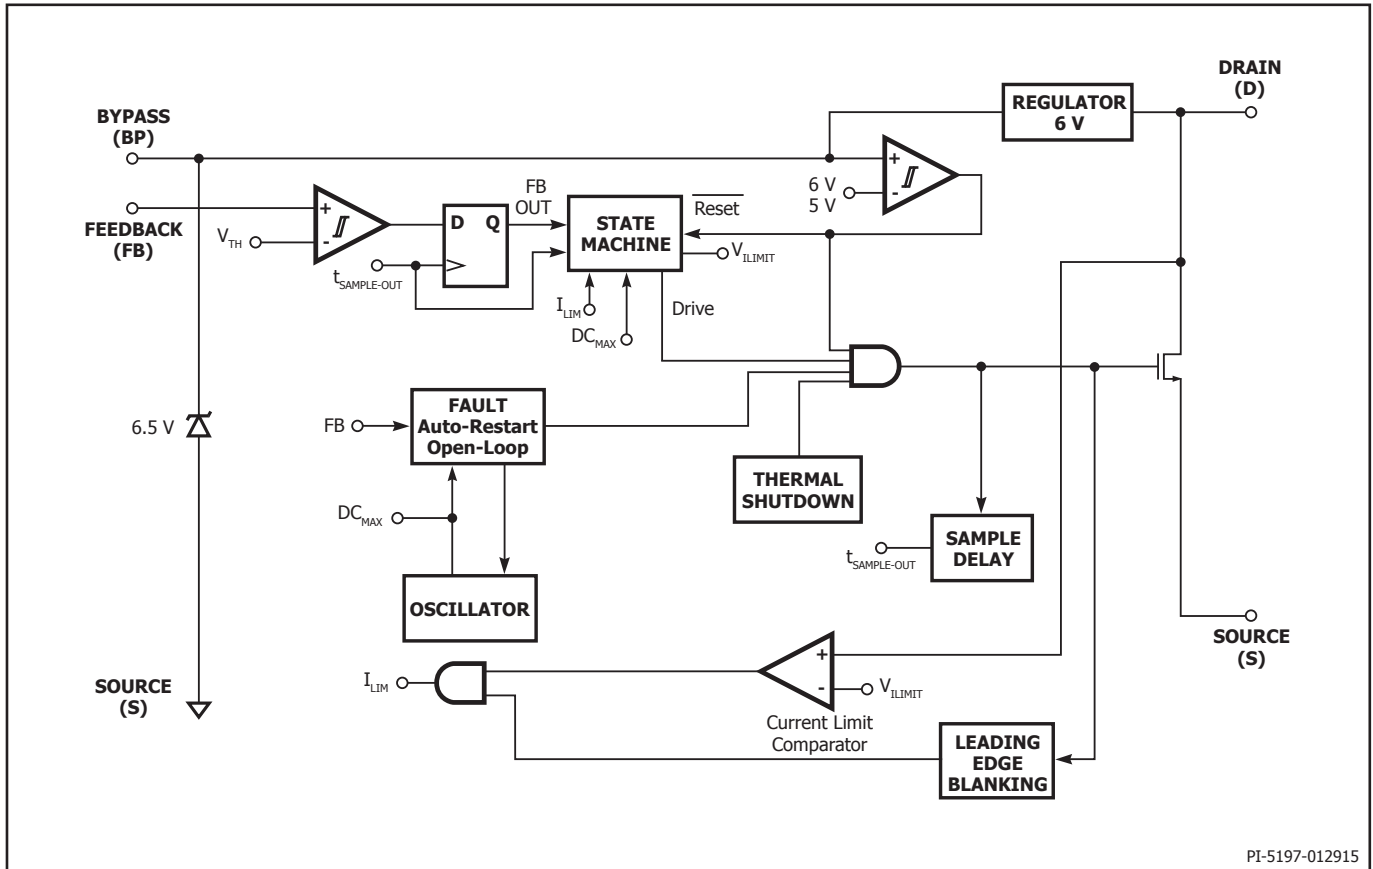 DRAIN
(D)
REGULATOR
6 V
BYPASS
(BP)
+
6 V
5 V
-
FEEDBACK
(FB)
+
-
V_TH
FB
OUT
D Q
t_SAMPLE-OUT
STATE
MACHINE
Reset
V_ILIMIT
I_LIM
DC_MAX
Drive
6.5 V
FB
FAULT
Auto-Restart
Open-Loop
THERMAL
SHUTDOWN
DC_MAX
SAMPLE
DELAY
t_SAMPLE-OUT
OSCILLATOR
SOURCE
(S)
SOURCE
(S)
I_LIM
+
-
V_ILIMIT
Current Limit
Comparator
LEADING
EDGE
BLANKING
PI-5197-012915